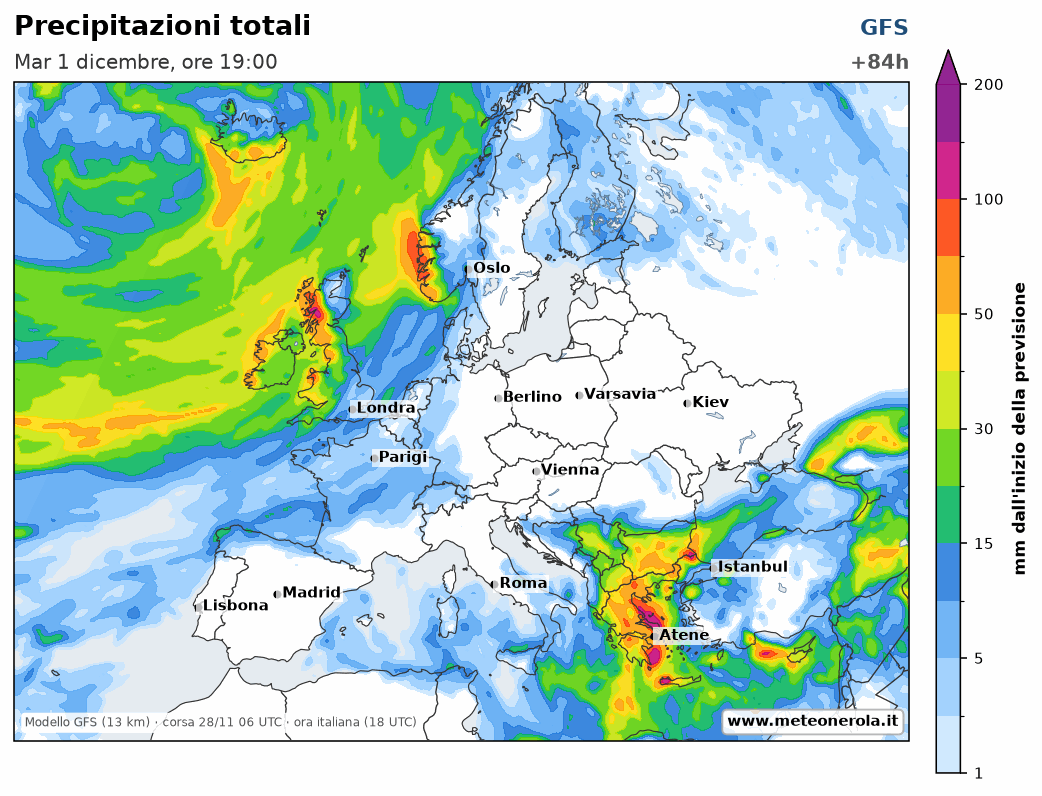 Precipitazioni totali
GFS
Mar 1 dicembre, ore 19:00
+84h
200
100
50
30
15
5
1
mm dall'inizio della previsione
Oslo
Berlino
Varsavia
Kiev
Londra
Parigi
Vienna
Istanbul
Roma
Madrid
Lisbona
Atene
Modello GFS (13 km) · corsa 28/11 06 UTC · ora italiana (18 UTC)
www.meteonerola.it